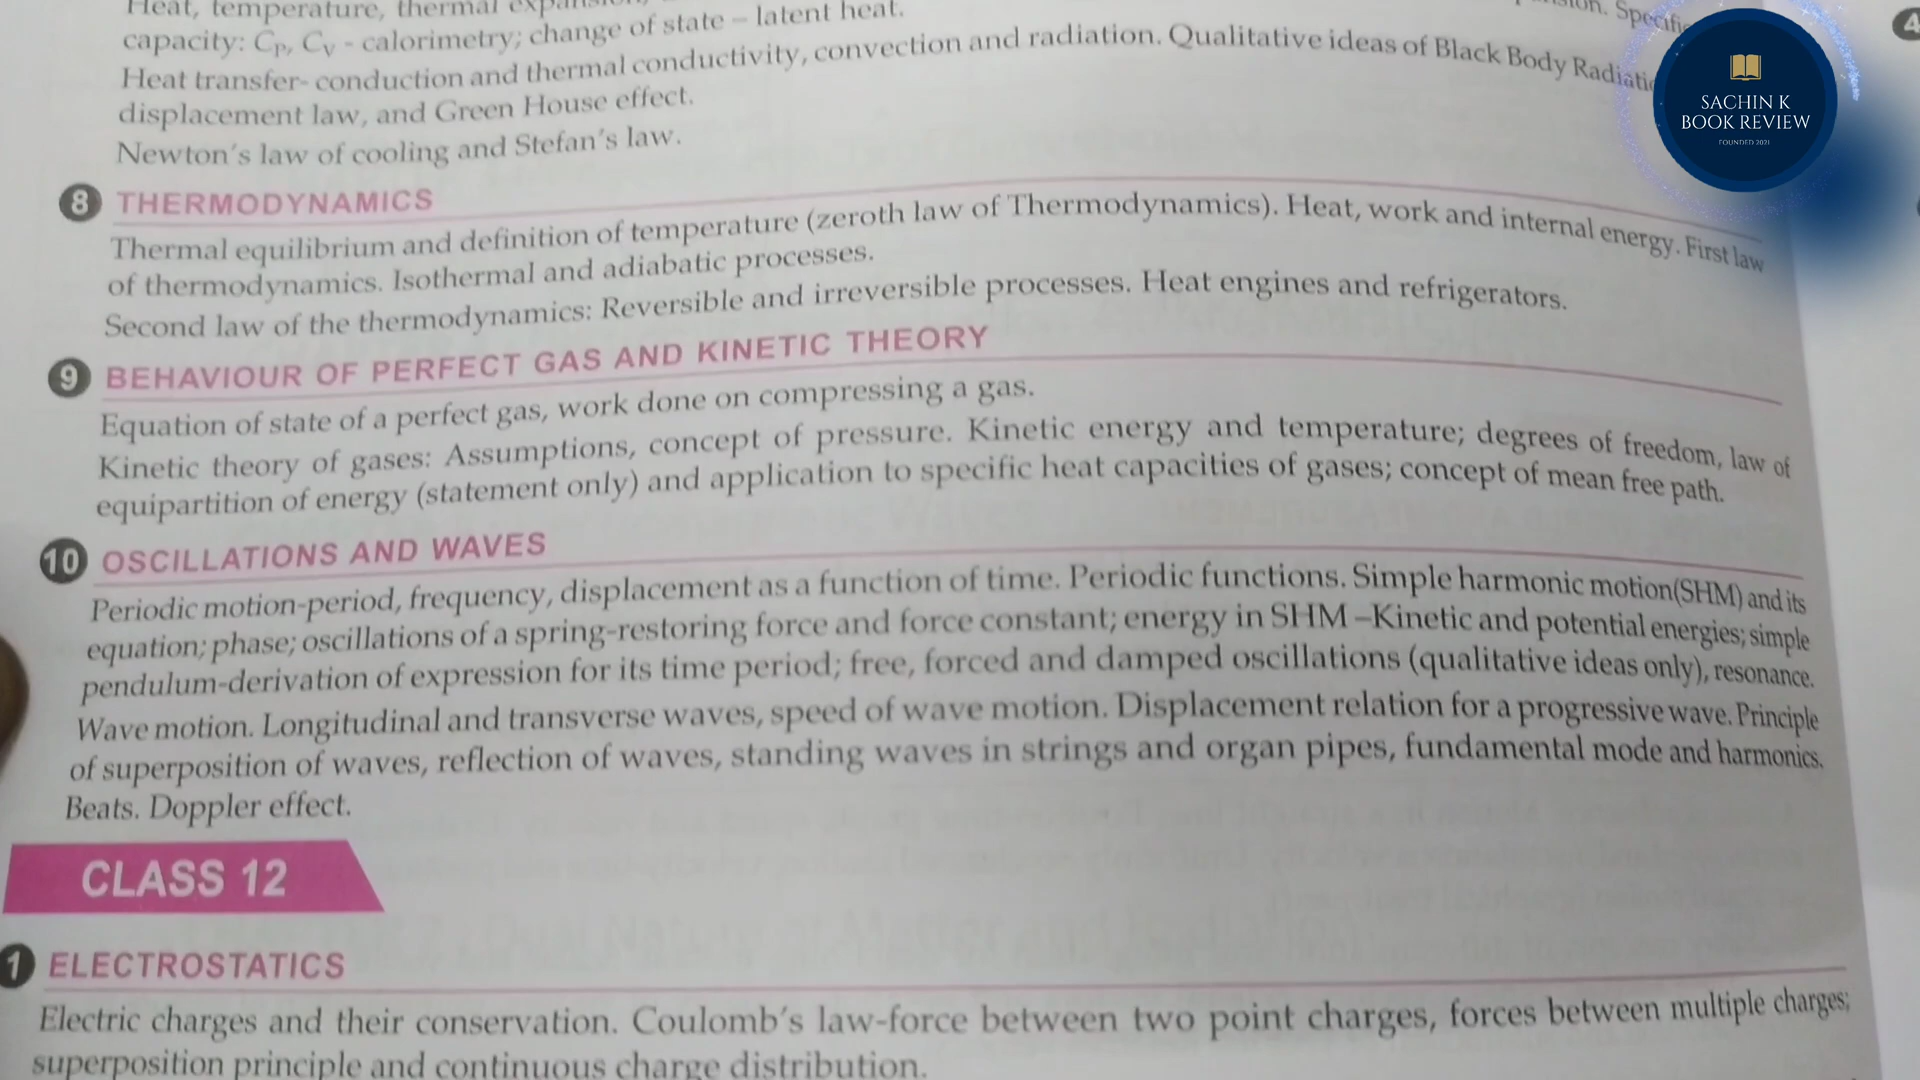 Heat, temperature, thermal
capacity: CP, CV - calorimetry; change of state – latent heat.
Heat transfer- conduction and thermal conductivity, convection and radiation. Qualitative ideas of Black Body
displacement law, and Green House effect.
Newton's law of cooling and Stefan's law.
8 THERMODYNAMICS
Thermal equilibrium and definition of temperature (zeroth law of Thermodynamics). Heat, work and internal energy. First law
of thermodynamics. Isothermal and adiabatic processes.
Second law of the thermodynamics: Reversible and irreversible processes. Heat engines and refrigerators.
9 BEHAVIOUR OF PERFECT GAS AND KINETIC THEORY
Equation of state of a perfect gas, work done on compressing a gas.
Kinetic theory of gases: Assumptions, concept of pressure. Kinetic energy and temperature; degrees of freedom, law of
equipartition of energy (statement only) and application to specific heat capacities of gases; concept of mean free path.
10 OSCILLATIONS AND WAVES
Periodic motion-period, frequency, displacement as a function of time. Periodic functions. Simple harmonic motion(SHM) and its
equation; phase; oscillations of a spring-restoring force and force constant; energy in SHM –Kinetic and potential energies; simple
pendulum-derivation of expression for its time period; free, forced and damped oscillations (qualitative ideas only), resonance.
Wave motion. Longitudinal and transverse waves, speed of wave motion. Displacement relation for a progressive wave. Principle
of superposition of waves, reflection of waves, standing waves in strings and organ pipes, fundamental mode and harmonics.
Beats. Doppler effect.
CLASS 12
1 ELECTROSTATICS
Electric charges and their conservation. Coulomb's law-force between two point charges, forces between multiple charges;
superposition principle and continuous charge distribution.
SACHIN K
BOOK REVIEW
FOUNDED 2021
4